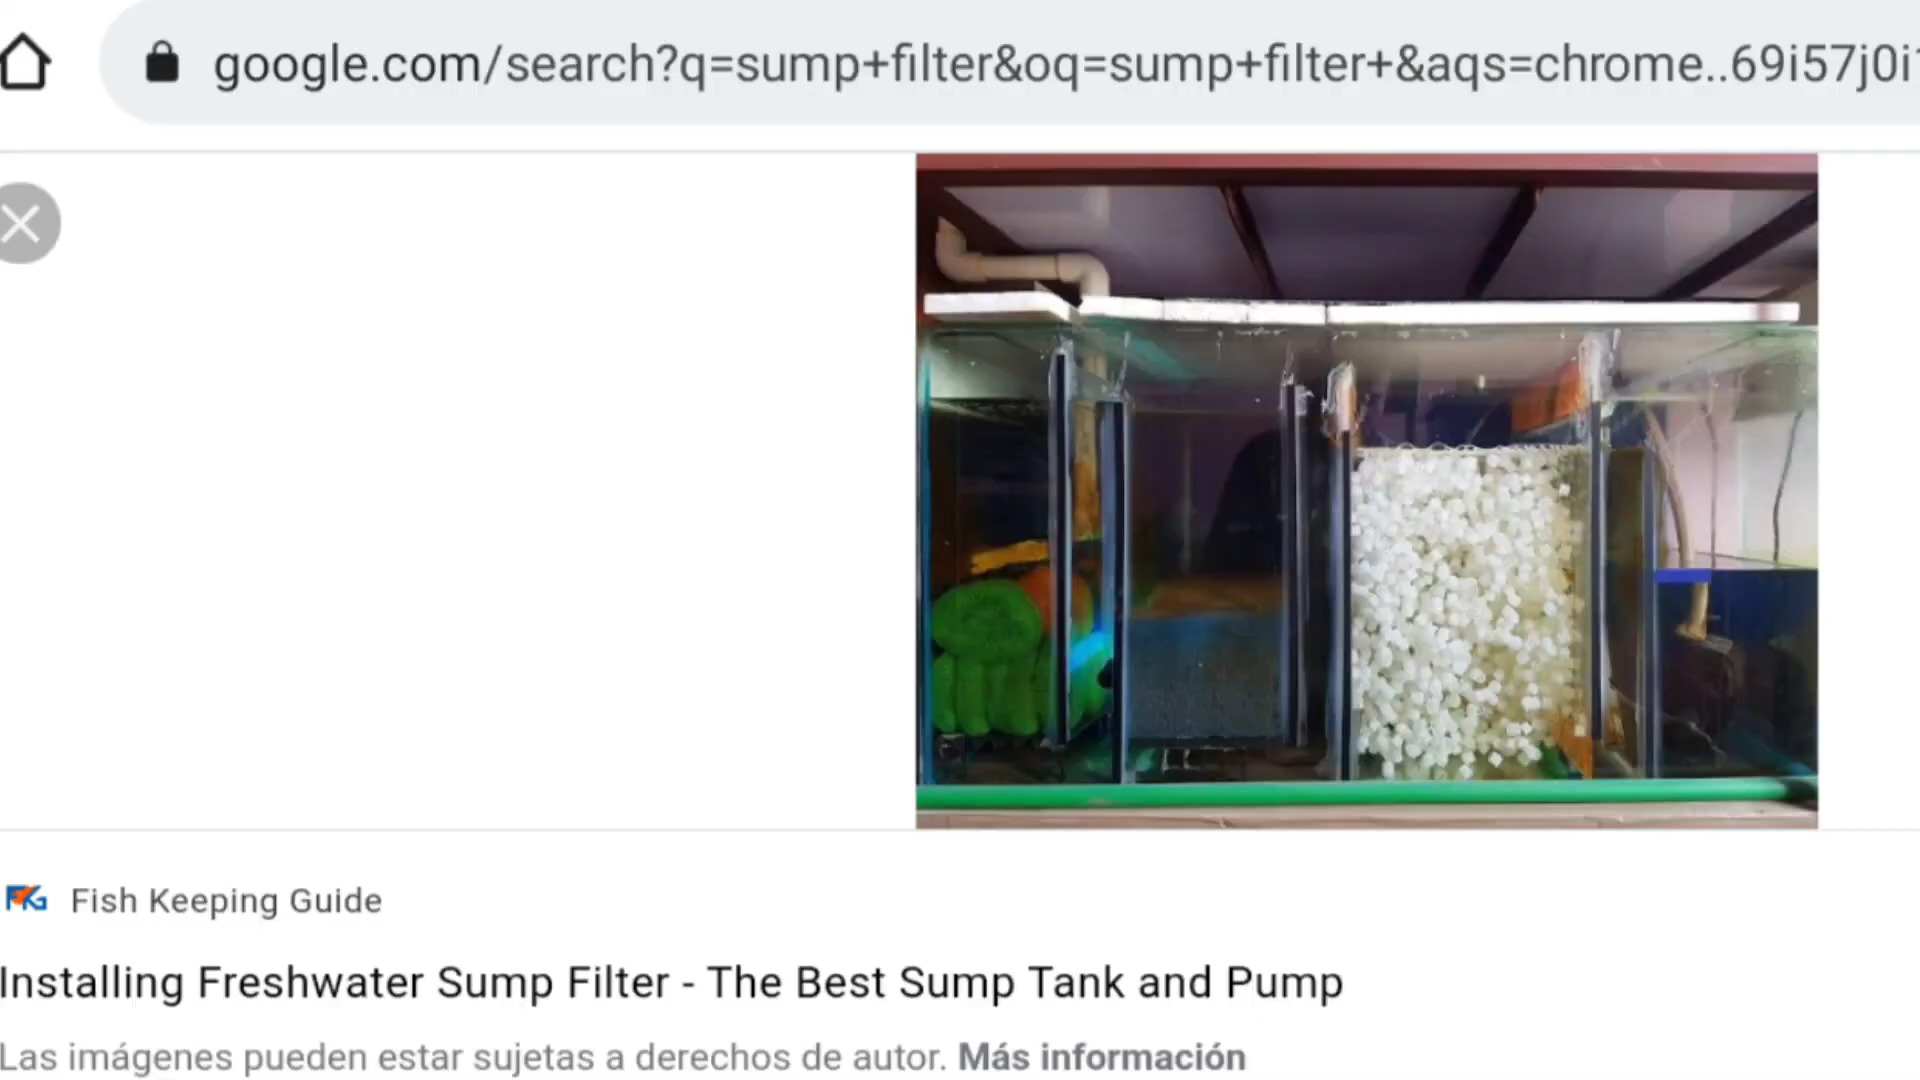 google.com/search?q=sump+filter&oq=sump+filter+&aqs=chrome..69i57j0i
Fish Keeping Guide
Installing Freshwater Sump Filter - The Best Sump Tank and Pump
Las imágenes pueden estar sujetas a derechos de autor. Más información